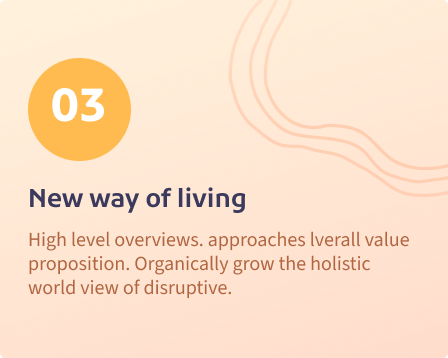 03
New way of living
High level overviews. approaches lverall value
proposition. Organically grow the holistic
world view of disruptive.